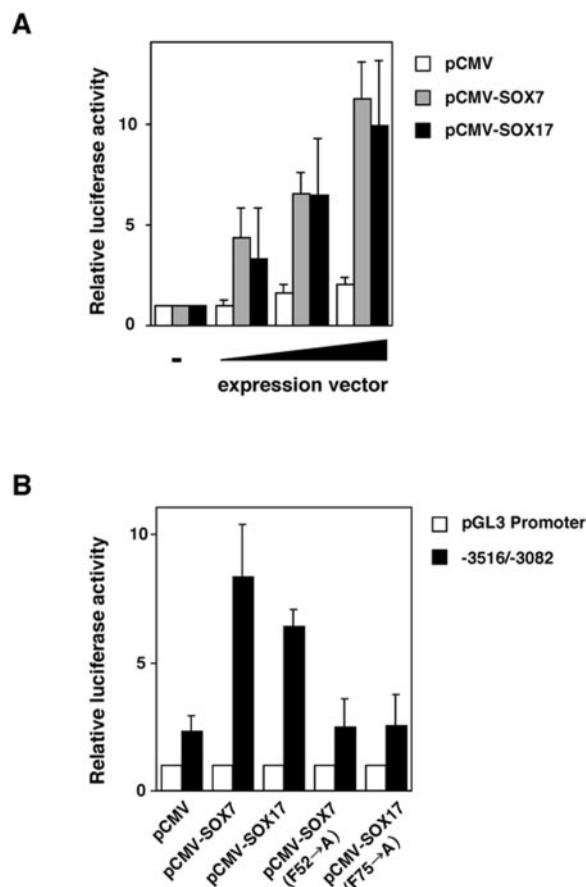 A
Relative luciferase activity
10
5
0
-
expression vector
pCMV
pCMV-SOX7
pCMV-SOX17
B
Relative luciferase activity
10
5
0
pCMV
pCMV-SOX7
pCMV-SOX17
pCMV-SOX7
(F52→A)
pCMV-SOX17
(F75→A)
pGL3 Promoter
-3516/-3082